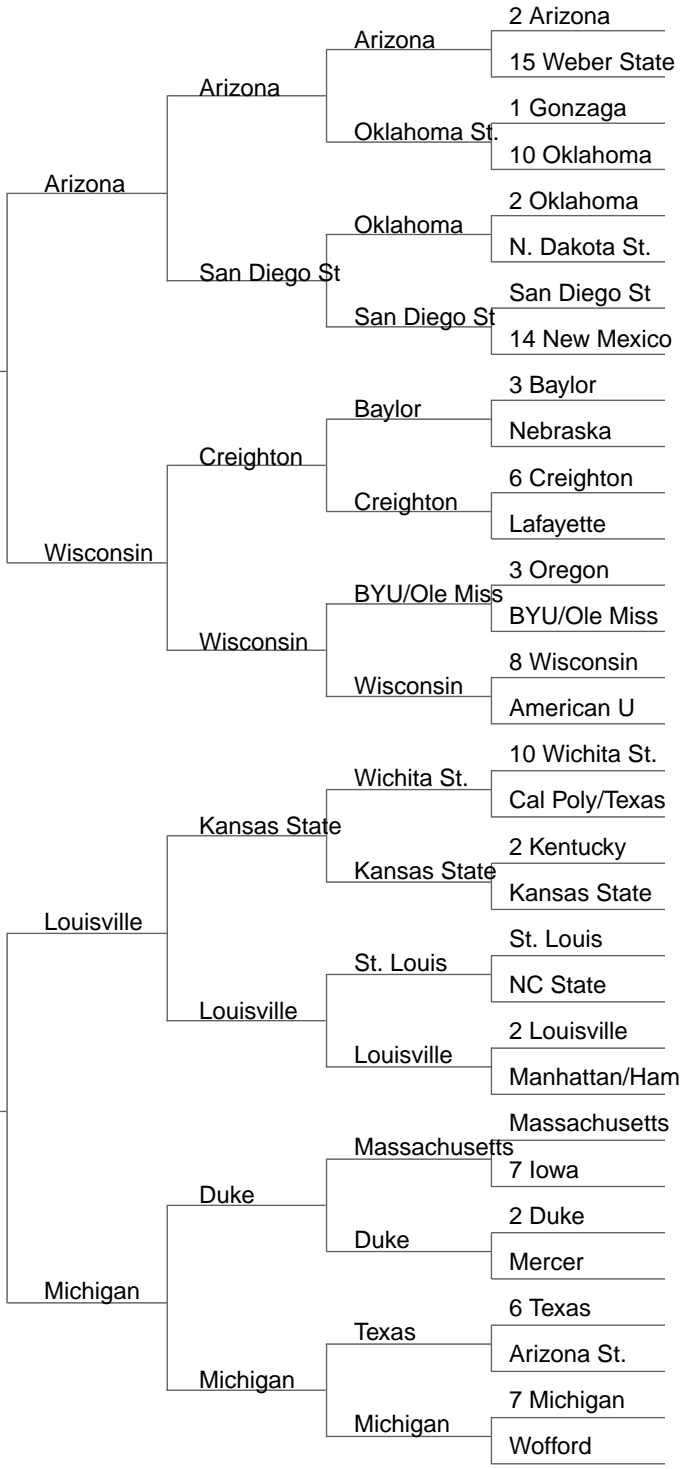 2 Arizona
Arizona
15 Weber State
Arizona
1 Gonzaga
Oklahoma St.
10 Oklahoma
Arizona
2 Oklahoma
Oklahoma
N. Dakota St.
San Diego St
San Diego St
San Diego St
14 New Mexico
3 Baylor
Baylor
Nebraska
Creighton
6 Creighton
Creighton
Lafayette
Wisconsin
3 Oregon
BYU/Ole Miss
BYU/Ole Miss
Wisconsin
8 Wisconsin
Wisconsin
American U
10 Wichita St.
Wichita St.
Cal Poly/Texas
Kansas State
2 Kentucky
Kansas State
Kansas State
Louisville
St. Louis
St. Louis
NC State
Louisville
2 Louisville
Louisville
Manhattan/Ham
Massachusetts
Massachusetts
7 Iowa
Duke
2 Duke
Duke
Mercer
Michigan
6 Texas
Texas
Arizona St.
Michigan
7 Michigan
Michigan
Wofford